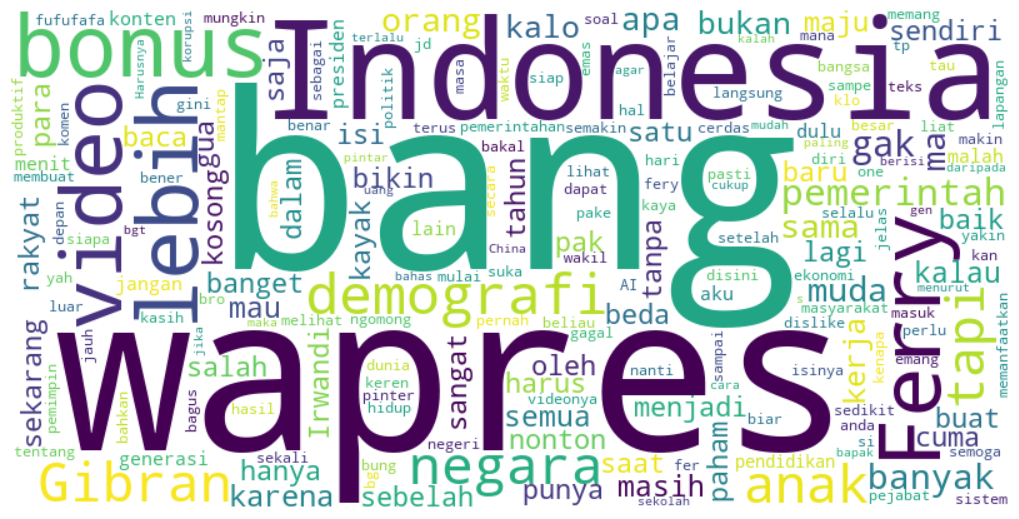 fufufafa
konten
korupsi
mungkin
orang
soal
mana
memang
terlalu
jd
kalo
apa
kalah
bukan
maju
tp
tau
sendiri
bonus
Indonesia
Harusnya
saja
sebagai
presiden
politik
masa
waktu
siap
emas
agar
belajar
bangsa
sampe
klo
teks
lapangan
produktif
para
komen
gini
mantap
hal
langsung
video
lebih
baca
gua
benar
isi
terus
pemerintahan
semakin
satu
cerdas
mudah
dulu
besar
liat
makin
menit
membuat
bener
kosong
pintar
bakal
hari
pasti
paling
diri
gak
ma
malah
daripada
bang
bikin
uang
lihat
dapat
fery
kaya
cukup
baru
one
berisi
pemerintah
rakyat
depan
bgt
siapa
bahwa
dalam
kayak
lain
secara
tahun
pake
setelah
sama
selalu
jelas
baik
yakin
yah
jangan
bro
banget
China
pak
tanpa
aku
lagi
Ferry
gen
kan
luar
kasih
bahas
mulai
suka
wakil
AI
disini
ekonomi
kalau
menurut
mau
demografi
beda
muda
s
masyarakat
masuk
tapi
sekarang
jauh
jika
maka
melihat
ngomong
pernah
beliau
gagal
dislike
kerja
kenapa
perlu
emang
memanfaatkan
wapres
salah
Irwandi
dunia
keren
pinter
hidup
sangat
oleh
harus
isinya
nanti
sampai
cara
pemimpin
bahkan
bagus
hasil
videonya
semua
menjadi
biar
sedikit
anda
buat
tentang
sekali
negeri
nonton
paham
si
cuma
semoga
generasi
bg
bung
fer
saat
pendidikan
bapak
Gibran
hanya
negara
masih
anak
banyak
karena
sebelah
punya
sekolah
pejabat
sistem